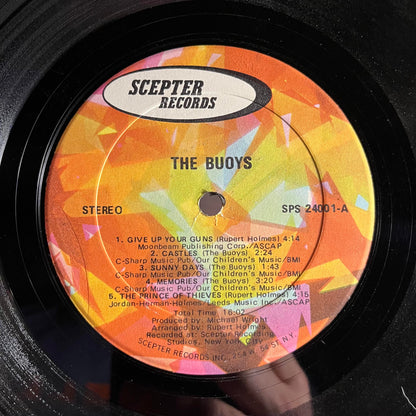 SCEPTER
RECORDS
THE BUOYS
STEREO
SPS 24001-A
1. GIVE UP YOUR GUNS (Rupert Holmes) 4:14
Moonbeam Publishing Corp./ASCAP
2. CASTLES (The Buoys) 2:24
C-Sharp Music Pub/Our Children's Music/BMI
3. SUNNY DAYS (The Buoys) 1:43
C-Sharp Music Pub/Our Children's Music/BMI
4. MEMORIES (The Buoys) 3:20
C-Sharp Music Pub/Our Children's Music/BMI
5. THE PRINCE OF THIEVES (Rupert Holmes) 4:15
Jordan-Herman-Holmes/Leeds Music Inc./ASCAP
Total Time: 16:02
Produced by: Michael Wright
Arranged by: Rupert Holmes
Recorded at: Scepter Recording
Studios, New York City
SCEPTER RECORDS INC., 254 W. 54 ST. N.Y.